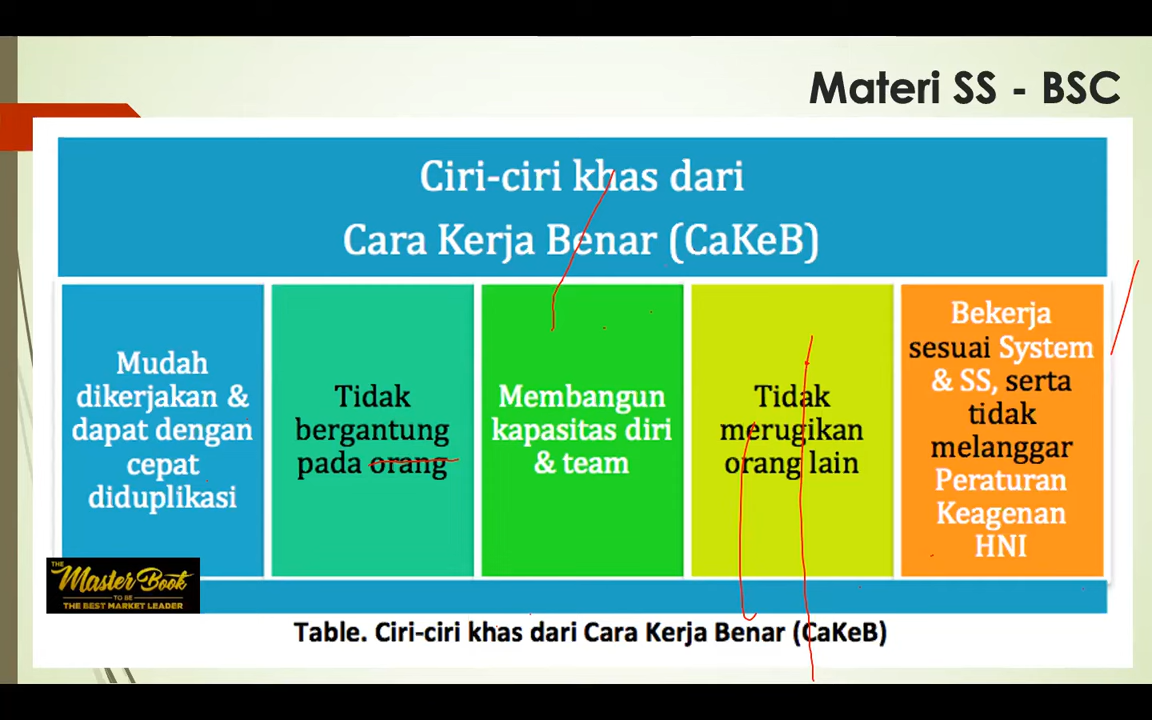 Materi SS - BSC
Ciri-ciri khas dari
Cara Kerja Benar (CaKeB)
Mudah
dikerjakan &
dapat dengan
cepat
diduplikasi
Tidak
bergantung
pada orang
Membangun
kapasitas diri
& team
Tidak
merugikan
orang lain
Bekerja
sesuai System
& SS, serta
tidak
melanggar
Peraturan
Keagenan
HNI
THE
Master Book
TO BE
THE BEST MARKET LEADER
Table. Ciri-ciri khas dari Cara Kerja Benar (CaKeB)